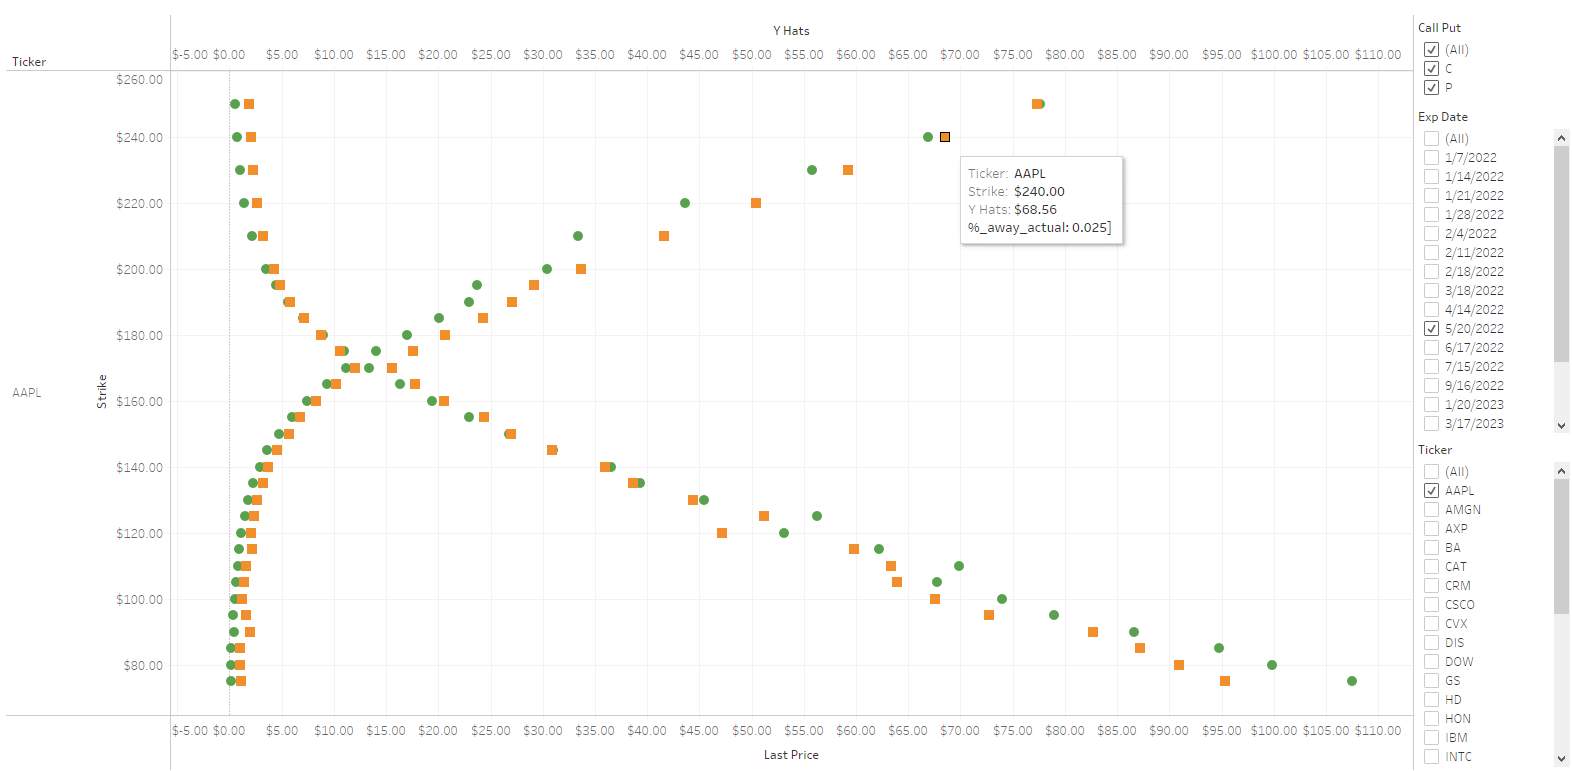 Y Hats
$-5.00 $0.00 $5.00 $10.00 $15.00 $20.00 $25.00 $30.00 $35.00 $40.00 $45.00 $50.00 $55.00 $60.00 $65.00 $70.00 $75.00 $80.00 $85.00 $90.00 $95.00 $100.00 $105.00 $110.00
Ticker
$260.00
$240.00
$220.00
$200.00
$180.00
$160.00
$140.00
$120.00
$100.00
$80.00
AAPL
Strike
Ticker: AAPL
Strike: $240.00
Y Hats: $68.56
%_away_actual: 0.025]
$-5.00 $0.00 $5.00 $10.00 $15.00 $20.00 $25.00 $30.00 $35.00 $40.00 $45.00 $50.00 $55.00 $60.00 $65.00 $70.00 $75.00 $80.00 $85.00 $90.00 $95.00 $100.00 $105.00 $110.00
Last Price
Call Put
(All)
C
P
Exp Date
(All)
1/7/2022
1/14/2022
1/21/2022
1/28/2022
2/4/2022
2/11/2022
2/18/2022
3/18/2022
4/14/2022
5/20/2022
6/17/2022
7/15/2022
9/16/2022
1/20/2023
3/17/2023
Ticker
(All)
AAPL
AMGN
AXP
BA
CAT
CRM
CSCO
CVX
DIS
DOW
GS
HD
HON
IBM
INTC